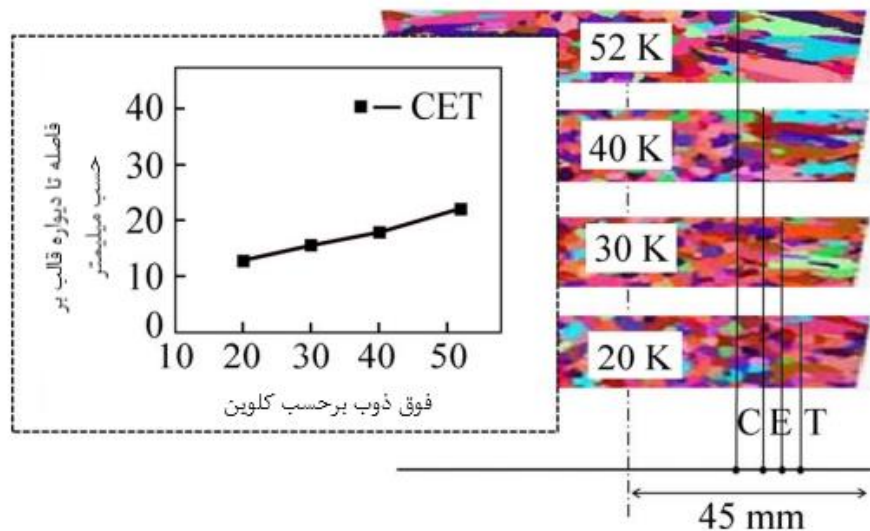 52 K
40 K
30 K
20 K
C E T
45 mm
CET
فاصله تا دیواره قالب بر
حسب میلیمتر
40
30
20
10
0
10 20 30 40 50
فوق ذوب برحسب کلوین